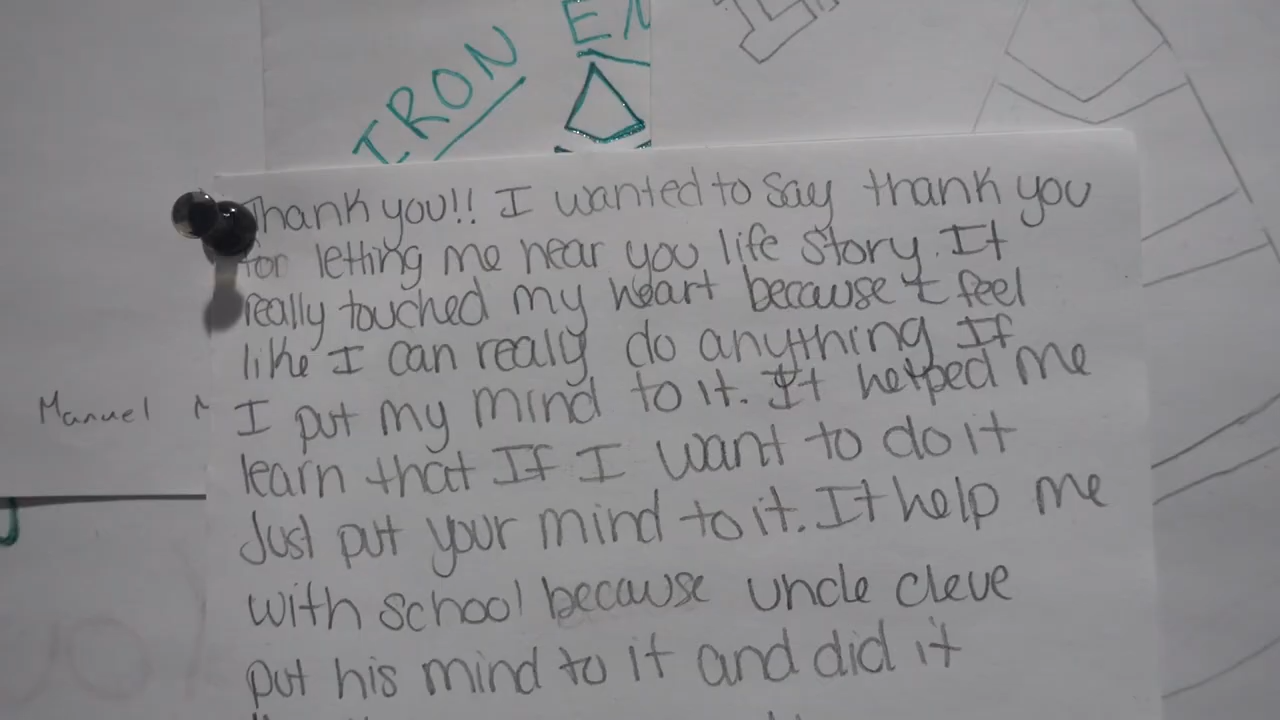 IRON
Thank you!! I wanted to say thank you
for letting me hear you life story. It
really touched my heart because I feel
like I can really do anything If
I put my mind to it. It helped me
learn that If I want to do it
Just put your mind to it. It help me
with school because uncle cleve
put his mind to it and did it
Manuel